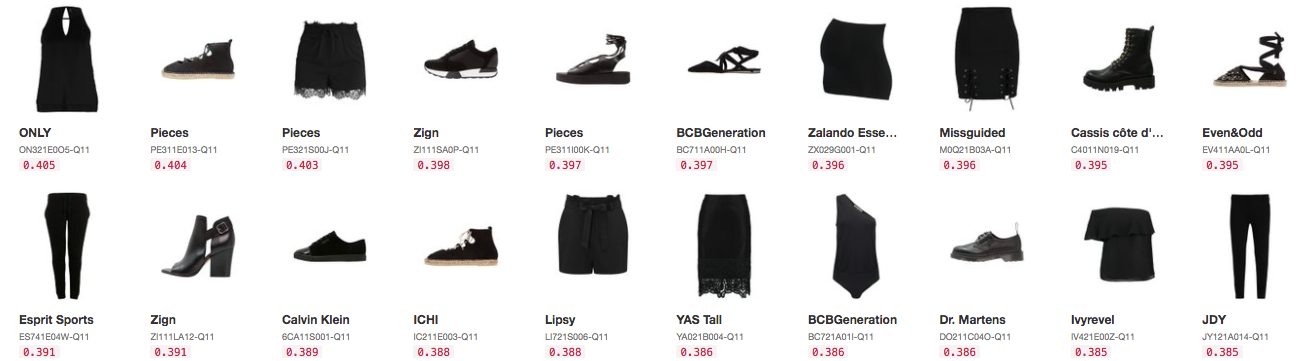 ONLY
ON321E0O5-Q11
0.405
Pieces
PE311E013-Q11
0.404
Pieces
PE321S00J-Q11
0.403
Zign
ZI111SA0P-Q11
0.398
Pieces
PE311I00K-Q11
0.397
BCBGeneration
BC711A00H-Q11
0.397
Zalando Esse...
ZX029G001-Q11
0.396
Missguided
M0Q21B03A-Q11
0.396
Cassis côte d'...
C4011N019-Q11
0.395
Even&Odd
EV411AA0L-Q11
0.395
Esprit Sports
ES741E04W-Q11
0.391
Zign
ZI111LA12-Q11
0.391
Calvin Klein
6CA11S001-Q11
0.389
ICHI
IC211E003-Q11
0.388
Lipsy
LI721S006-Q11
0.388
YAS Tall
YA021B004-Q11
0.386
BCBGeneration
BC721A01I-Q11
0.386
Dr. Martens
DO211C04O-Q11
0.386
Ivyrevel
IV421E00Z-Q11
0.385
JDY
JY121A014-Q11
0.385